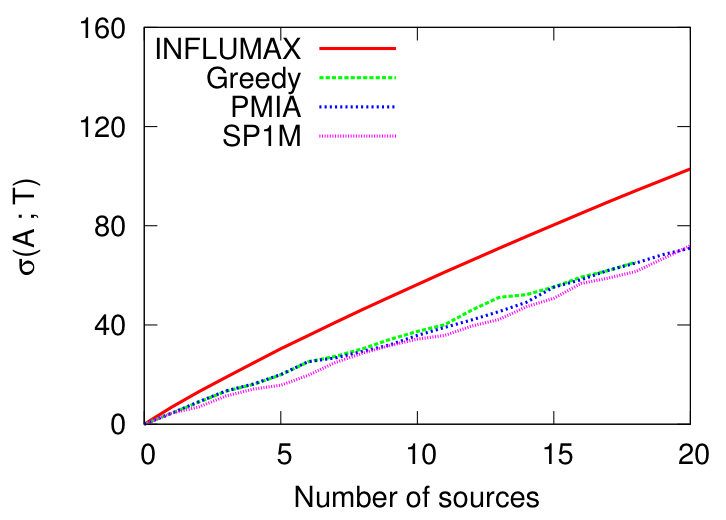 160
120
80
40
0
σ(A ; T)
INFLUMAX
Greedy
PMIA
SP1M
0 5 10 15 20
Number of sources